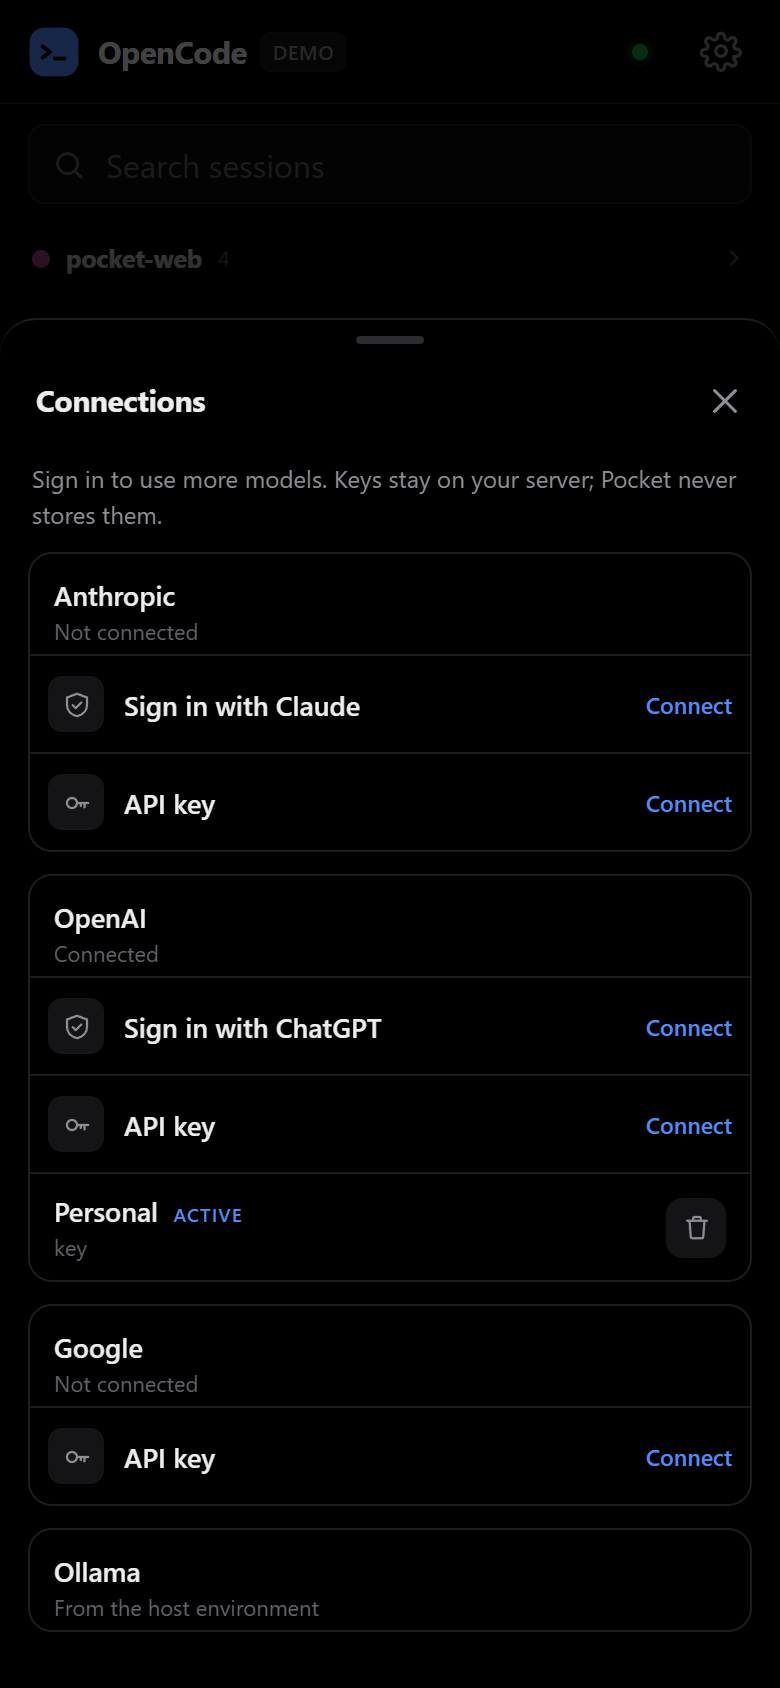 OpenCode DEMO
Search sessions
pocket-web 4
Connections
Sign in to use more models. Keys stay on your server; Pocket never
stores them.
Anthropic
Not connected
Sign in with Claude Connect
API key Connect
OpenAI
Connected
Sign in with ChatGPT Connect
API key Connect
Personal ACTIVE
key
Google
Not connected
API key Connect
Ollama
From the host environment